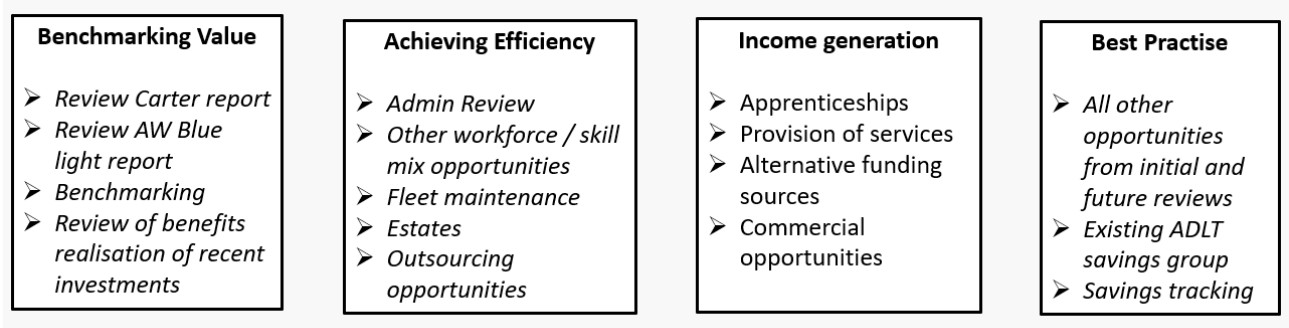 Benchmarking Value
➢ Review Carter report
➢ Review AW Blue
light report
➢ Benchmarking
➢ Review of benefits
realisation of recent
investments
Achieving Efficiency
➢ Admin Review
➢ Other workforce / skill
mix opportunities
➢ Fleet maintenance
➢ Estates
➢ Outsourcing
opportunities
Income generation
➢ Apprenticeships
➢ Provision of services
➢ Alternative funding
sources
➢ Commercial
opportunities
Best Practise
➢ All other
opportunities
from initial and
future reviews
➢ Existing ADLT
savings group
➢ Savings tracking